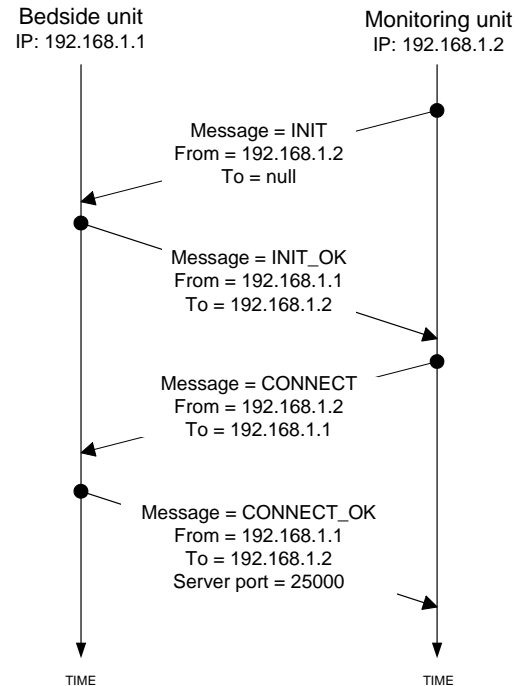 Bedside unit
IP: 192.168.1.1
Monitoring unit
IP: 192.168.1.2
Message = INIT
From = 192.168.1.2
To = null
Message = INIT_OK
From = 192.168.1.1
To = 192.168.1.2
Message = CONNECT
From = 192.168.1.2
To = 192.168.1.1
Message = CONNECT_OK
From = 192.168.1.1
To = 192.168.1.2
Server port = 25000
TIME
TIME